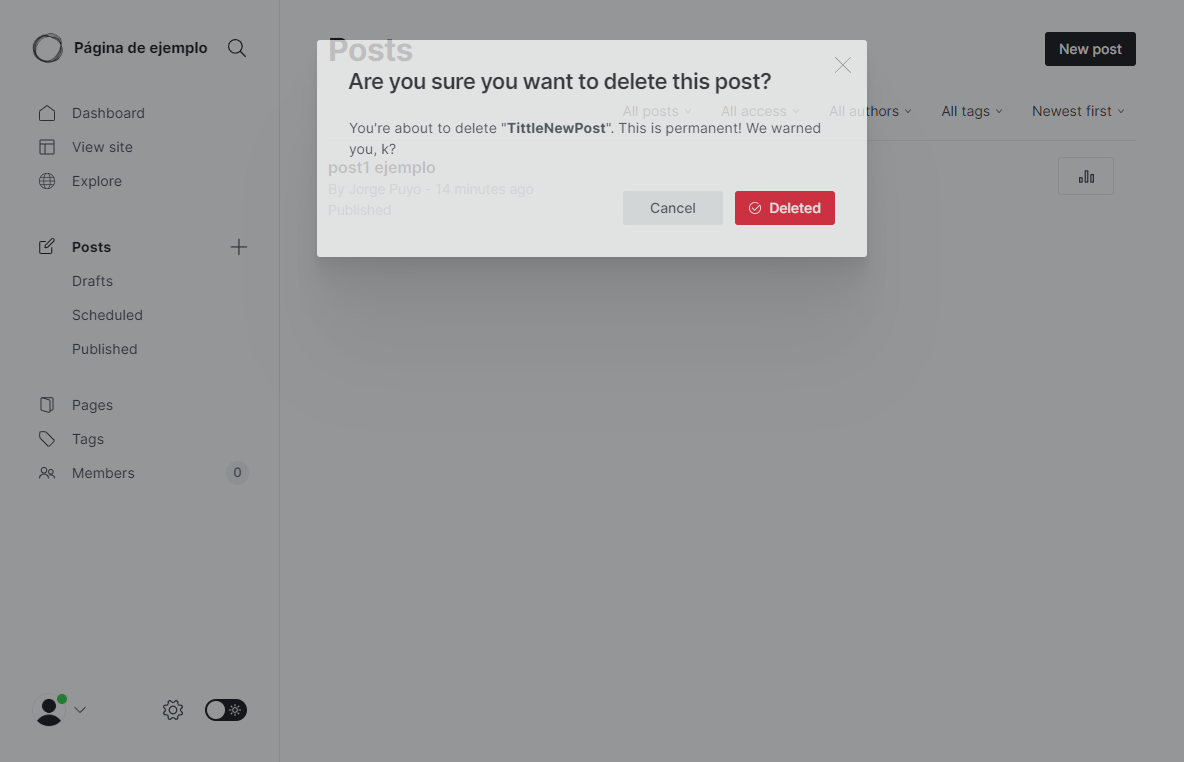 Página de ejemplo
Dashboard
View site
Explore
Posts
Drafts
Scheduled
Published
Pages
Tags
Members
0
Posts
New post
All posts
All access
All authors
All tags
Newest first
post1 ejemplo
By Jorge Puyo - 14 minutes ago
Published
Are you sure you want to delete this post?
You're about to delete "TittleNewPost". This is permanent! We warned
you, k?
Cancel
Deleted